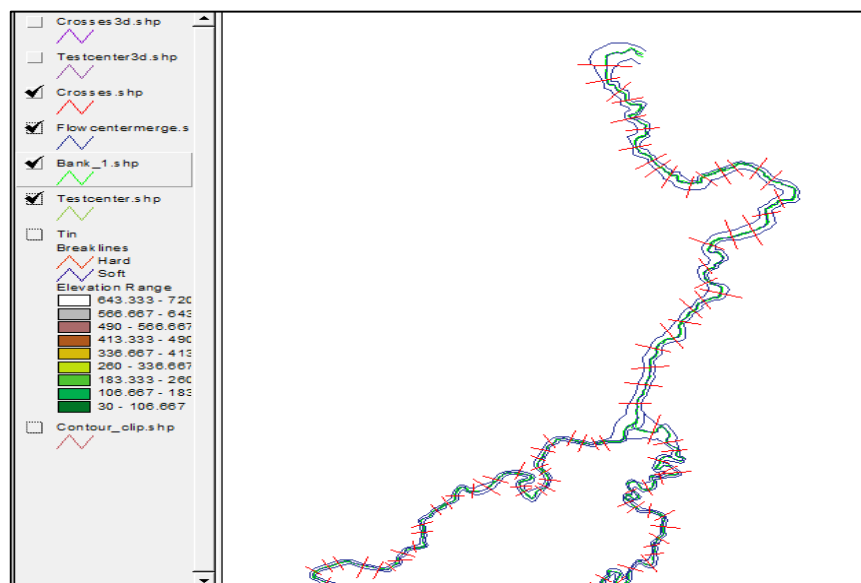 Crosses3d.shp
Testcenter3d.shp
Crosses.shp
Flowcentermerge.s
Bank_1.shp
Testcenter.shp
Tin
Breaklines
Hard
Soft
Elevation Range
643.333 - 720
566.667 - 643
490 - 566.667
413.333 - 490
336.667 - 413
260 - 336.667
183.333 - 260
106.667 - 183
30 - 106.667
Contour_clip.shp